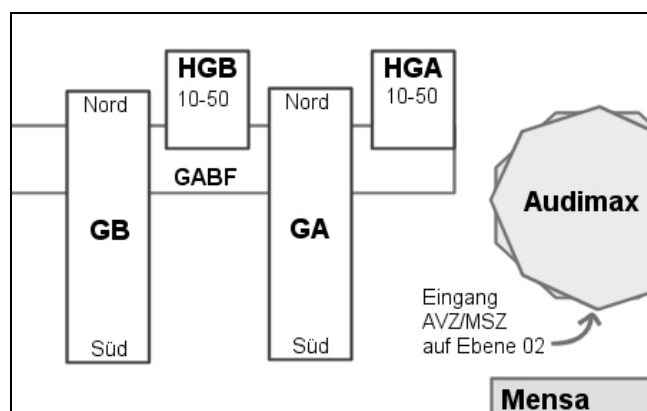 HGB
10-50
HGA
10-50
Nord
Nord
GABF
GB
GA
Audimax
Süd
Süd
Eingang
AVZ/MSZ
auf Ebene 02
Mensa